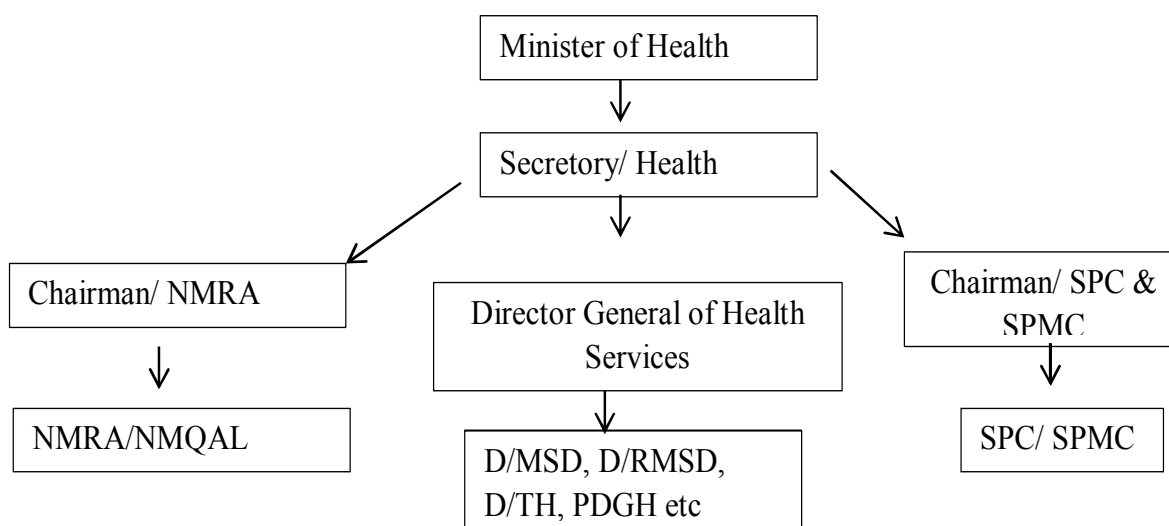 Minister of Health
Secretory/ Health
Chairman/ NMRA
Director General of Health
Services
Chairman/ SPC &
SPMC
NMRA/NMQAL
D/MSD, D/RMSD,
D/TH, PDGH etc
SPC/ SPMC